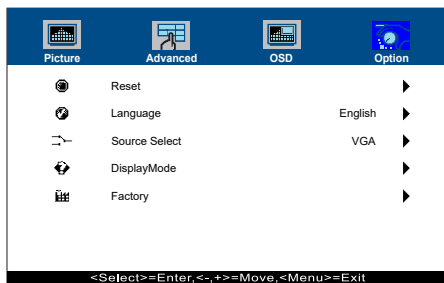 Picture Advanced OSD Option
Reset
Language English
Source Select VGA
DisplayMode
Factory
<Select>=Enter,<-,+>=Move,<Menu>=Exit